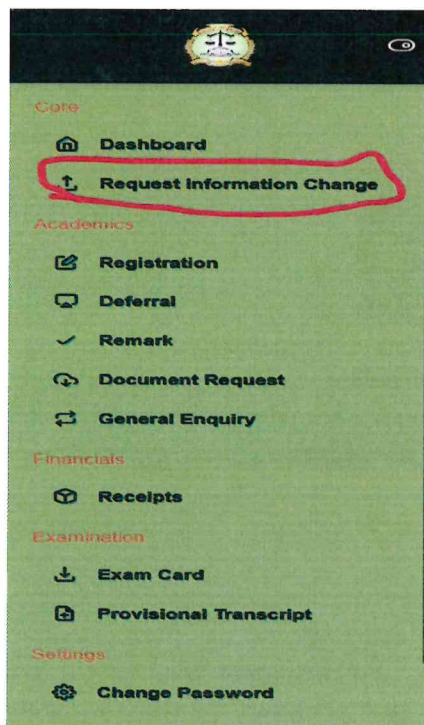 Core
Dashboard
Request Information Change
Academics
Registration
Deferral
Remark
Document Request
General Enquiry
Financials
Receipts
Examination
Exam Card
Provisional Transcript
Settings
Change Password